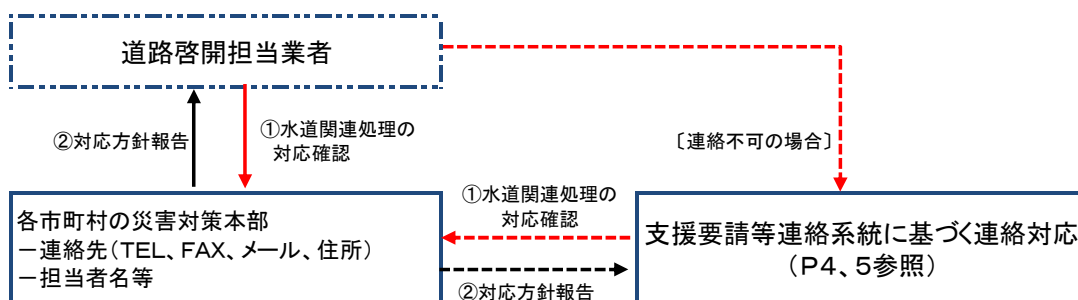 道路啓開担当業者
②対応方針報告
①水道関連処理の
対応確認
〔連絡不可の場合〕
各市町村の災害対策本部
－連絡先（TEL、FAX、メール、住所）
－担当者名等
①水道関連処理の
対応確認
②対応方針報告
支援要請等連絡系統に基づく連絡対応
（P4、5参照）